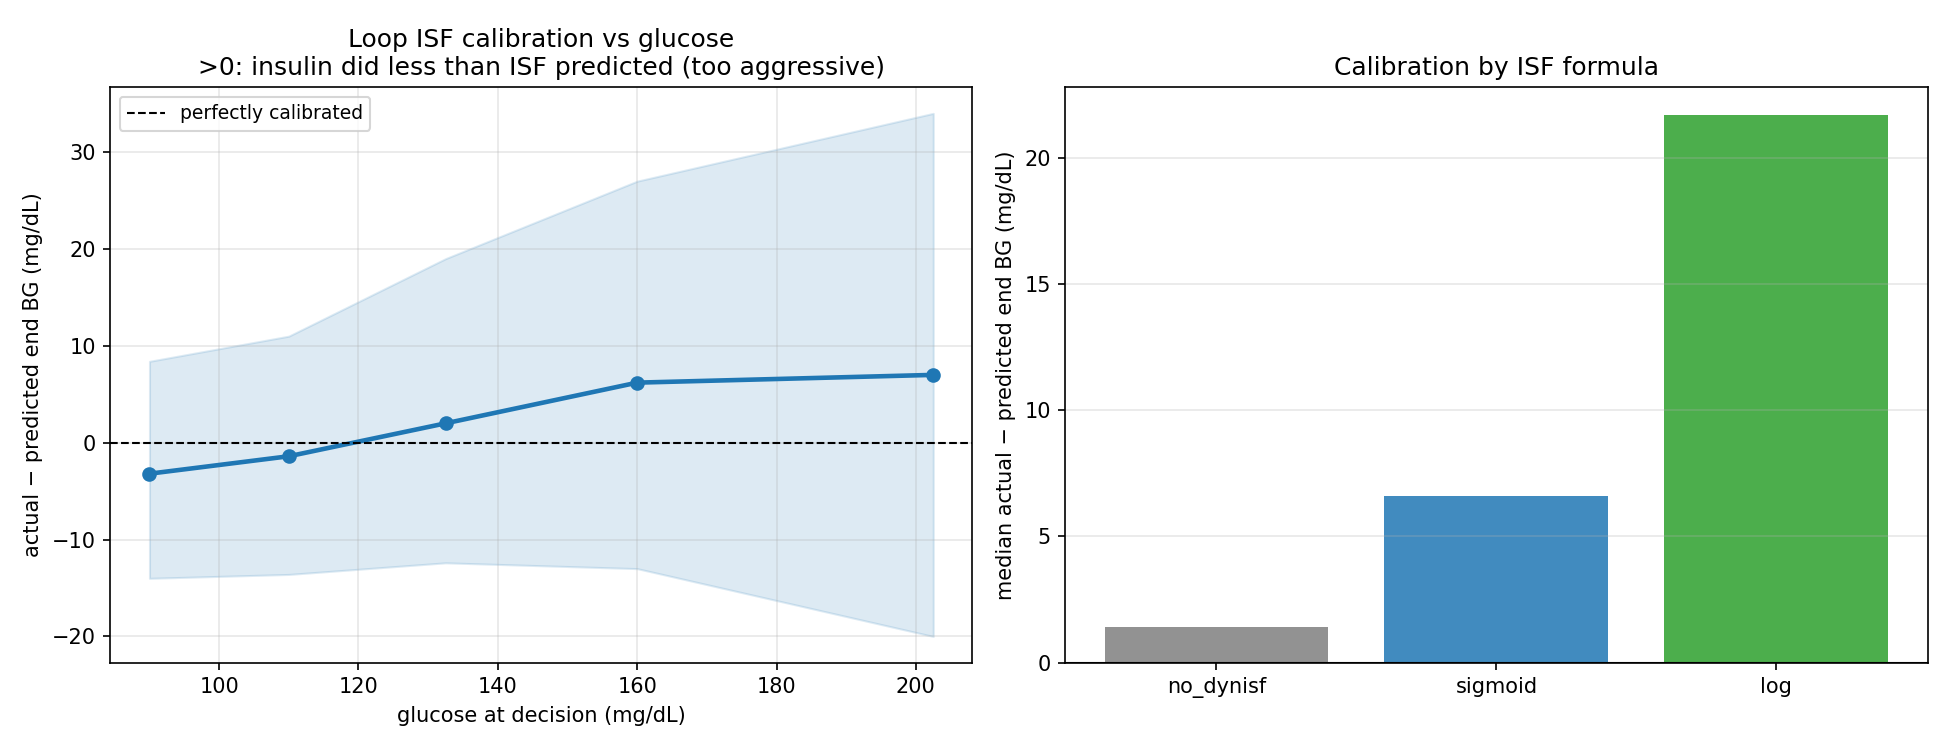 Loop ISF calibration vs glucose
>0: insulin did less than ISF predicted (too aggressive)
perfectly calibrated
actual − predicted end BG (mg/dL)
30
20
10
0
−10
−20
100
120
140
160
180
200
glucose at decision (mg/dL)
Calibration by ISF formula
median actual − predicted end BG (mg/dL)
20
15
10
5
0
no_dynisf
sigmoid
log